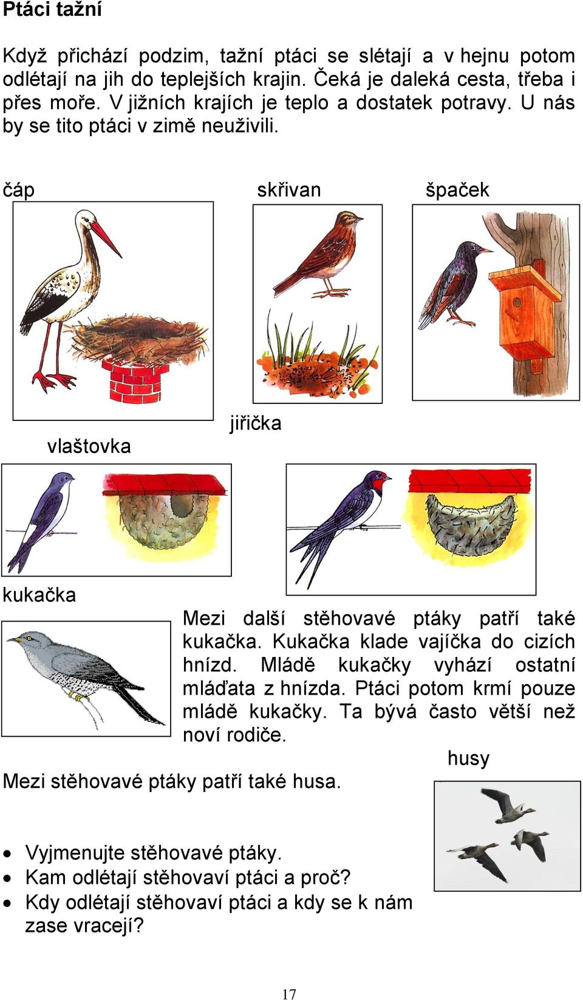 Ptáci tažní
Když přichází podzim, tažní ptáci se slétají a v hejnu potom
odlétají na jih do teplejších krajin. Čeká je daleká cesta, třeba i
přes moře. V jižních krajích je teplo a dostatek potravy. U nás
by se tito ptáci v zimě neuživili.
čáp skřivan špaček
jiřička
vlaštovka
kukačka
Mezi další stěhovavé ptáky patří také
kukačka. Kukačka klade vajíčka do cizích
hnízd. Mládě kukačky vyhází ostatní
mláďata z hnízda. Ptáci potom krmí pouze
mládě kukačky. Ta bývá často větší než
noví rodiče.
husy
Mezi stěhovavé ptáky patří také husa.
• Vyjmenujte stěhovavé ptáky.
• Kam odlétají stěhovaví ptáci a proč?
• Kdy odlétají stěhovaví ptáci a kdy se k nám
zase vracejí?
17